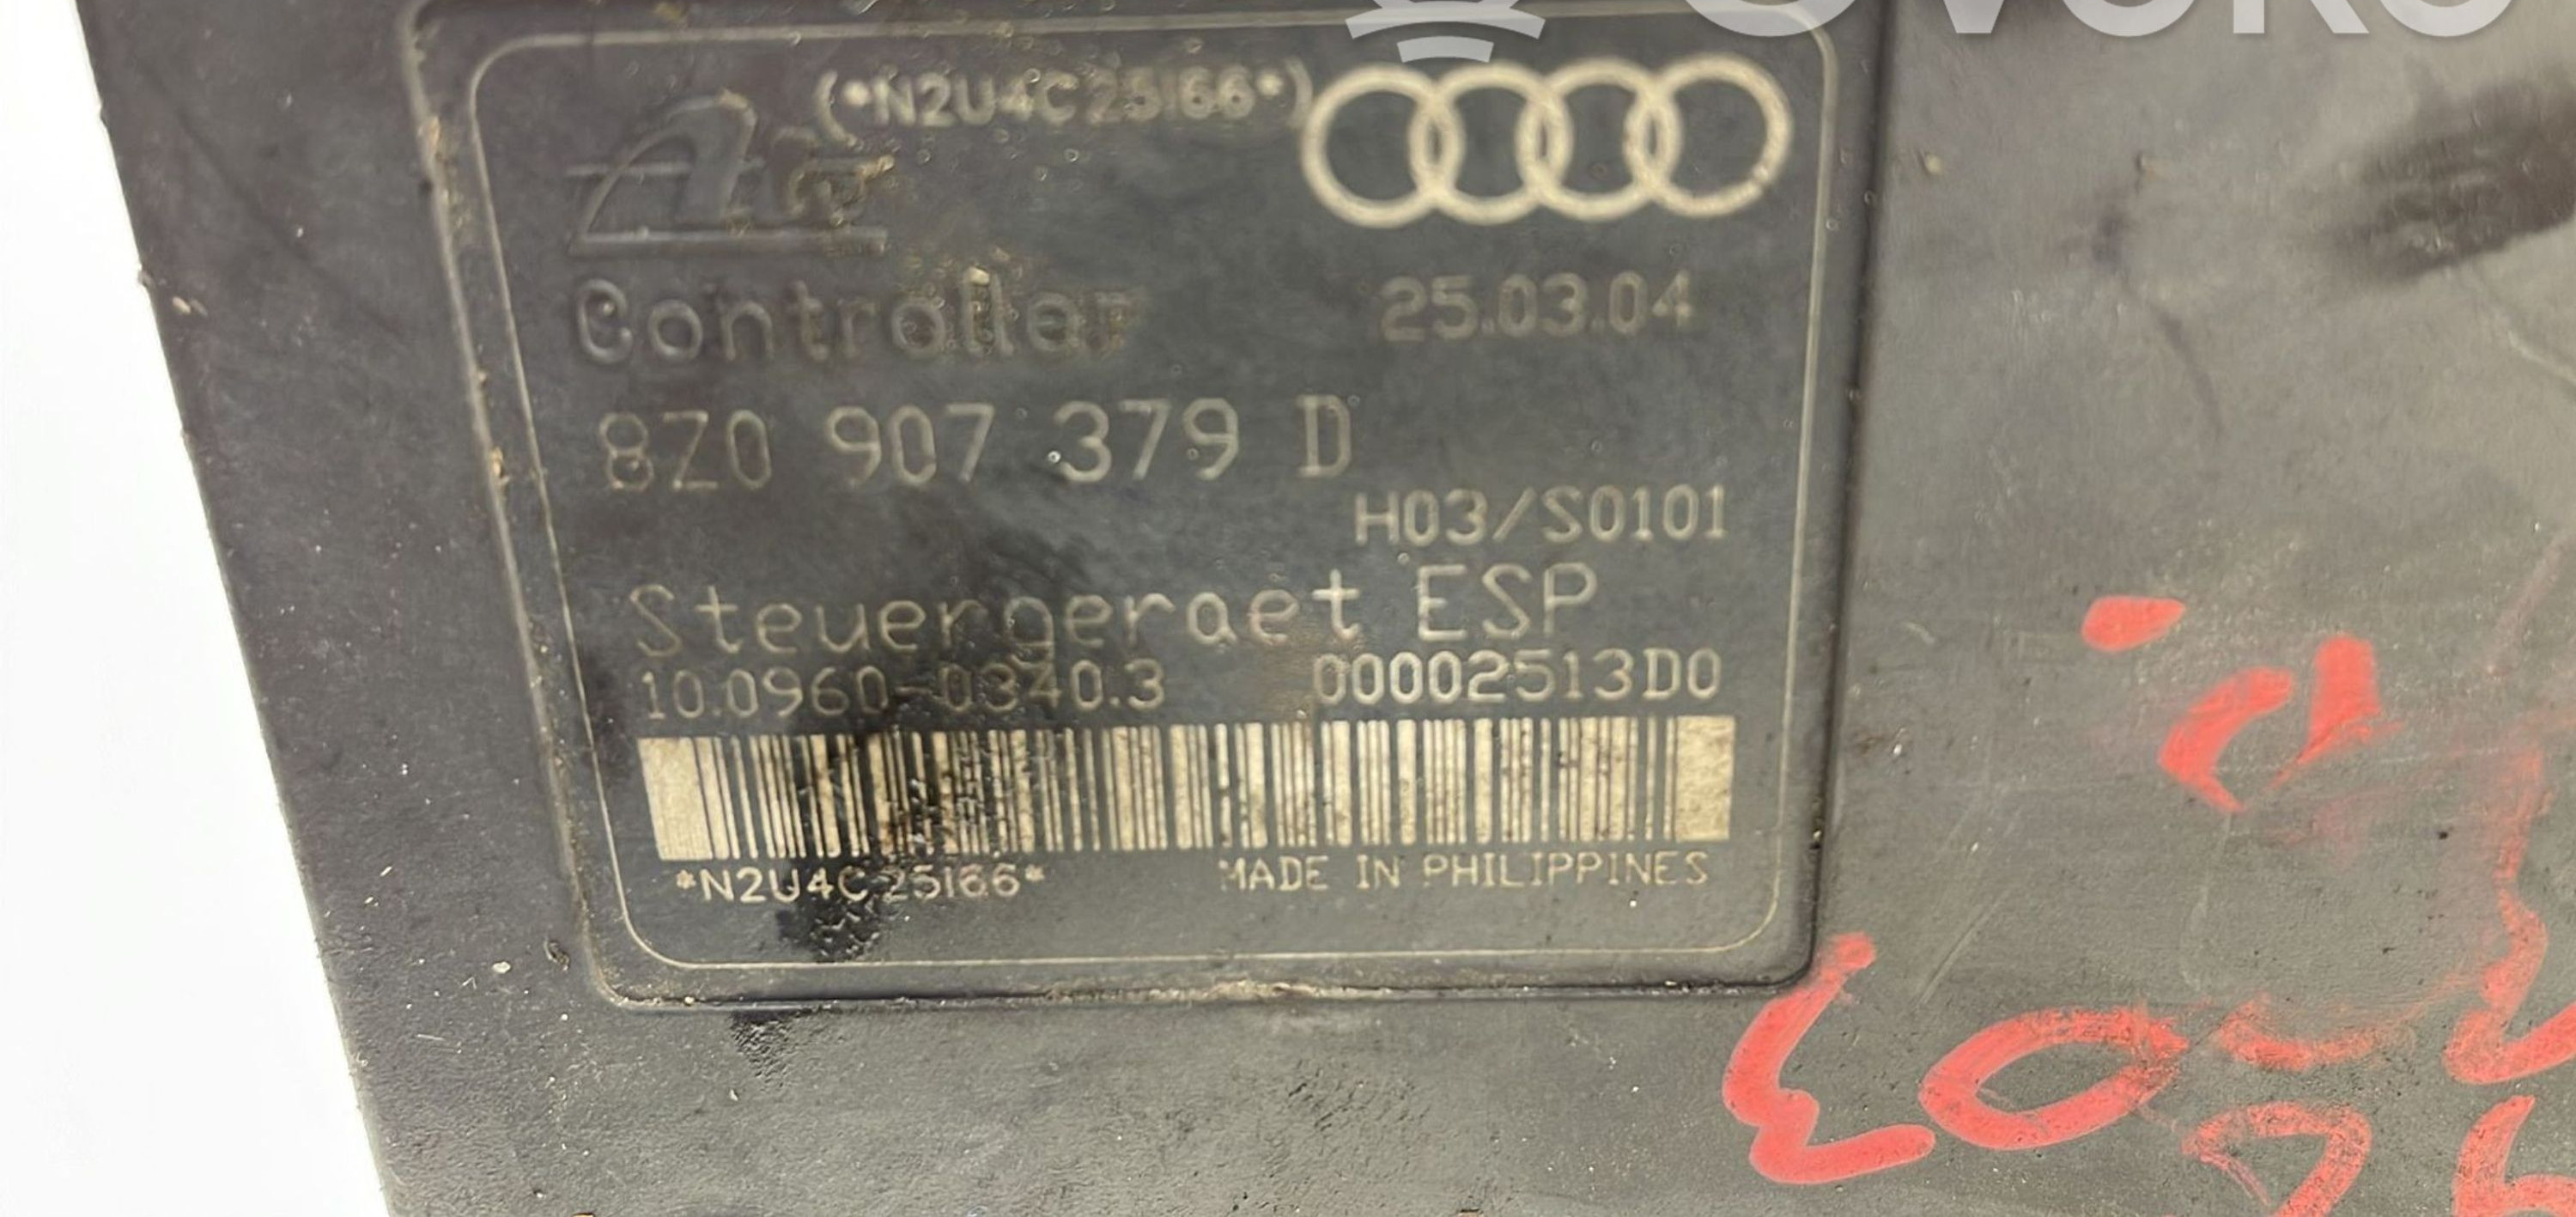 (*N2U4C25166*)
Ate
Controller 25.03.04
8Z0 907 379 D
H03/S0101
Steuergeraet ESP
10.0960-0340.3 00002513D0
*N2U4C25166* MADE IN PHILIPPINES